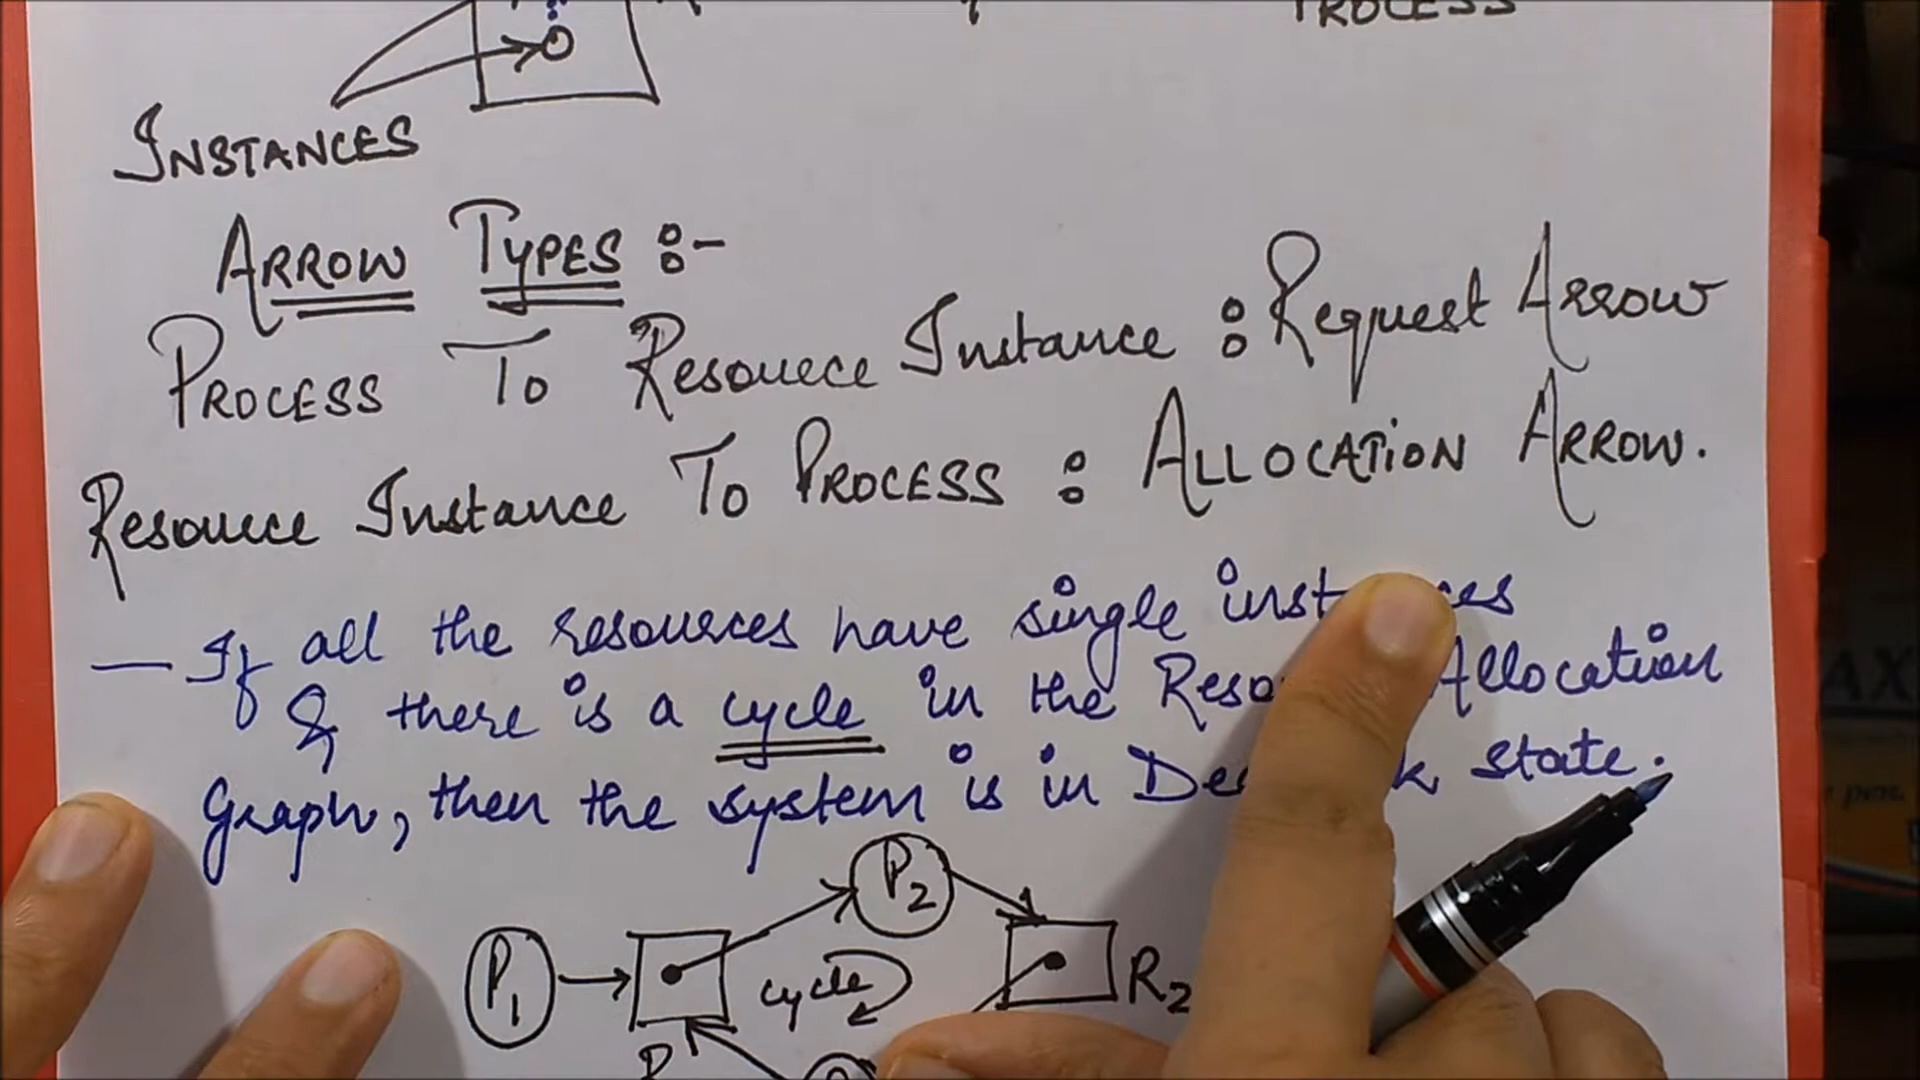 PROCESS
INSTANCES
ARROW TYPES :-
PROCESS TO Resource Instance : Request Arrow
Resource Instance To PROCESS : ALLOCATION ARROW.
— If all the resources have single
& there is a cycle in the Allocation
Graph, then the system is in state.
P2
P1
cycle
R2
pen